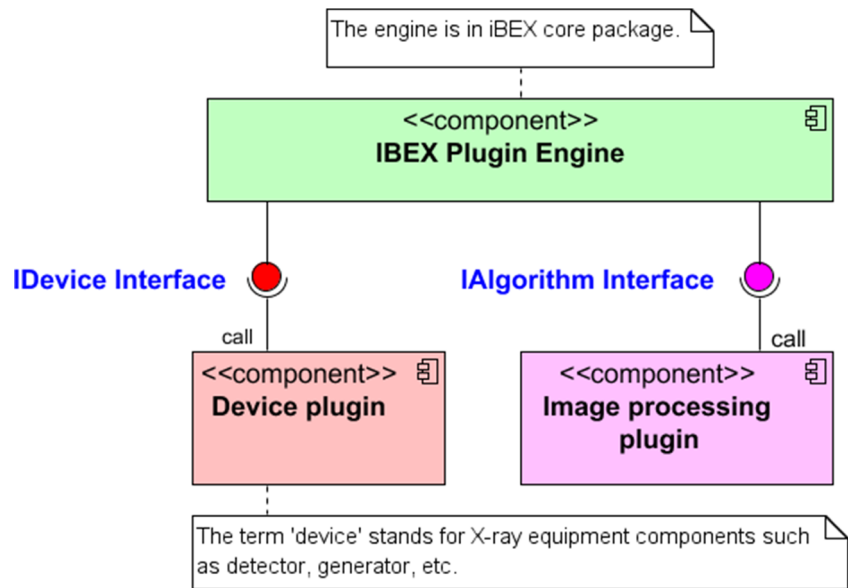 The engine is in iBEX core package.
<<component>>
IBEX Plugin Engine
IDevice Interface
IAlgorithm Interface
call
call
<<component>>
Device plugin
<<component>>
Image processing
plugin
The term 'device' stands for X-ray equipment components such
as detector, generator, etc.